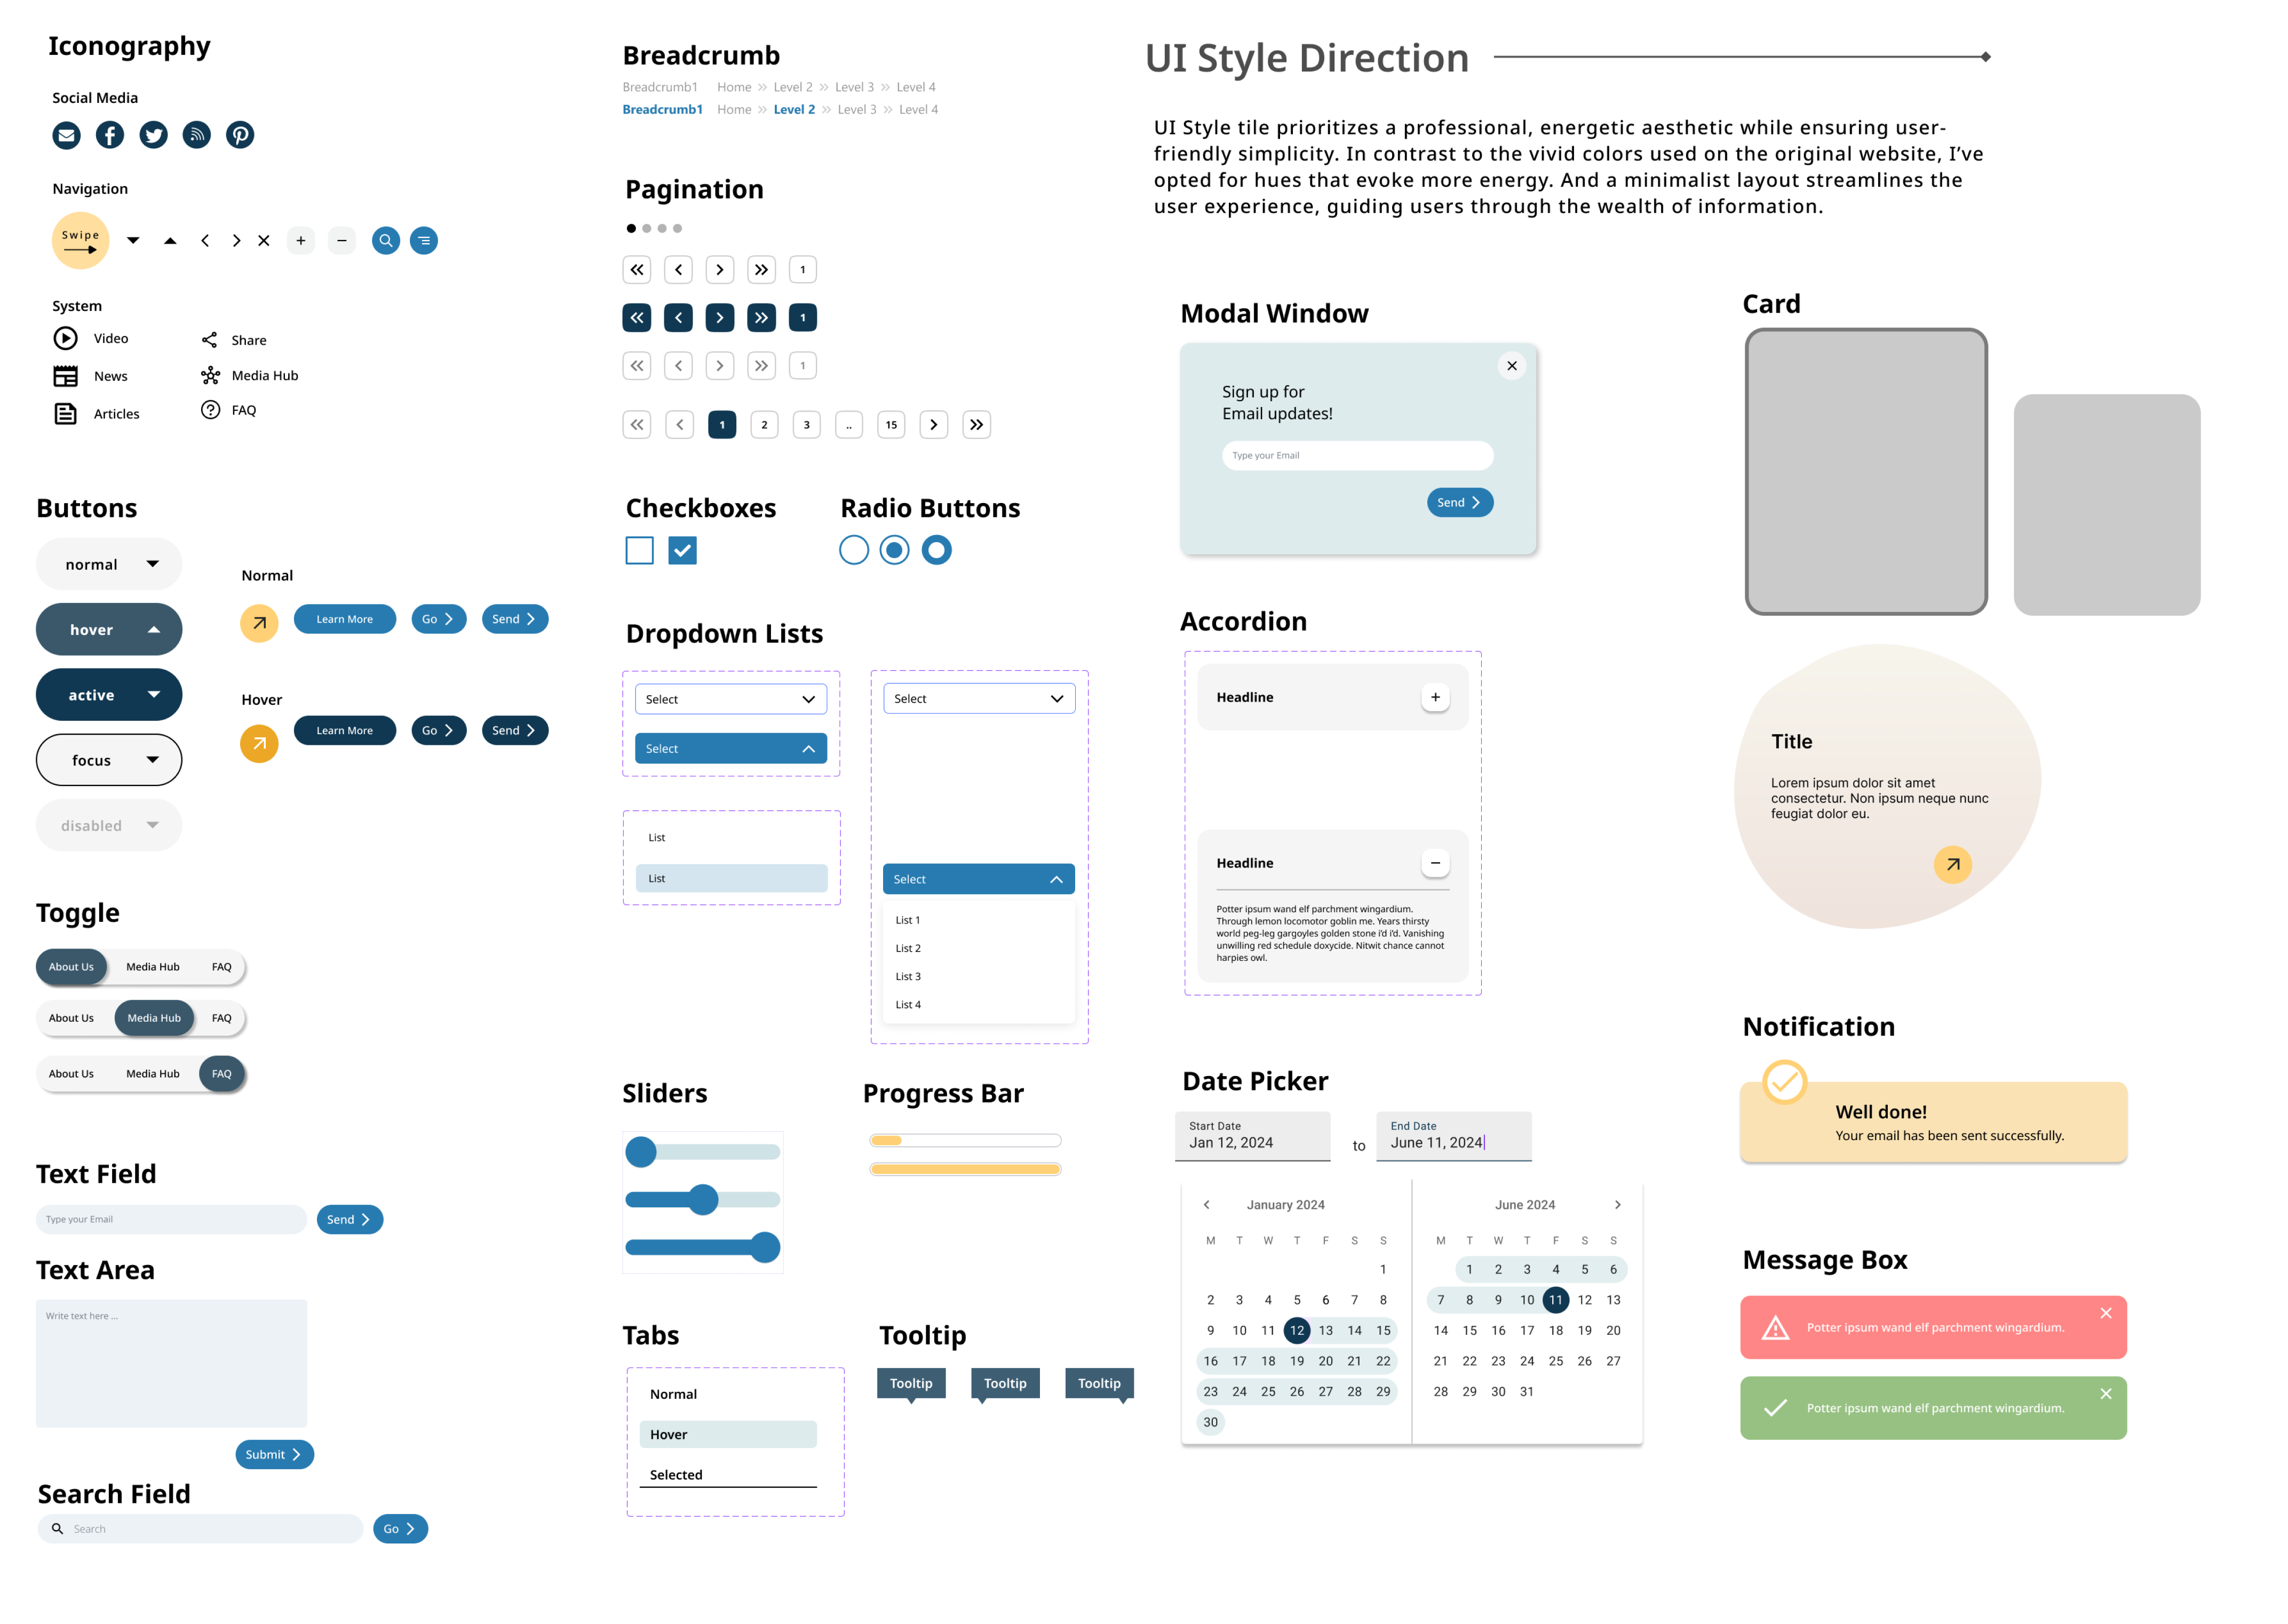 Iconography
Social Media
Navigation
Swipe
System
Video
Share
News
Media Hub
Articles
FAQ
Buttons
normal
hover
active
focus
disabled
Normal
Learn More
Go
Send
Hover
Learn More
Go
Send
Toggle
About Us Media Hub FAQ
About Us Media Hub FAQ
About Us Media Hub FAQ
Text Field
Type your Email
Send
Text Area
Write text here ...
Submit
Search Field
Search
Go
Breadcrumb
Breadcrumb1 Home » Level 2 » Level 3 » Level 4
Breadcrumb1 Home » Level 2 » Level 3 » Level 4
Pagination
1
1
1
1 2 3 .. 15
Checkboxes
Radio Buttons
Dropdown Lists
Select
Select
List
List
Select
Select
List 1
List 2
List 3
List 4
Sliders
Progress Bar
Tabs
Normal
Hover
Selected
Tooltip
Tooltip Tooltip Tooltip
UI Style Direction
UI Style tile prioritizes a professional, energetic aesthetic while ensuring user-
friendly simplicity. In contrast to the vivid colors used on the original website, I've
opted for hues that evoke more energy. And a minimalist layout streamlines the
user experience, guiding users through the wealth of information.
Modal Window
Sign up for
Email updates!
Type your Email
Send
Accordion
Headline
Headline
Potter ipsum wand elf parchment wingardium.
Through lemon locomotor goblin me. Years thirsty
world peg-leg gargoyles golden stone i'd i'd. Vanishing
unwilling red schedule doxycide. Nitwit chance cannot
harpies owl.
Date Picker
Start Date
Jan 12, 2024
to
End Date
June 11, 2024
January 2024
M T W T F S S
1
2 3 4 5 6 7 8
9 10 11 12 13 14 15
16 17 18 19 20 21 22
23 24 25 26 27 28 29
30
June 2024
M T W T F S S
1 2 3 4 5 6
7 8 9 10 11 12 13
14 15 16 17 18 19 20
21 22 23 24 25 26 27
28 29 30 31
Card
Title
Lorem ipsum dolor sit amet
consectetur. Non ipsum neque nunc
feugiat dolor eu.
Notification
Well done!
Your email has been sent successfully.
Message Box
Potter ipsum wand elf parchment wingardium.
Potter ipsum wand elf parchment wingardium.